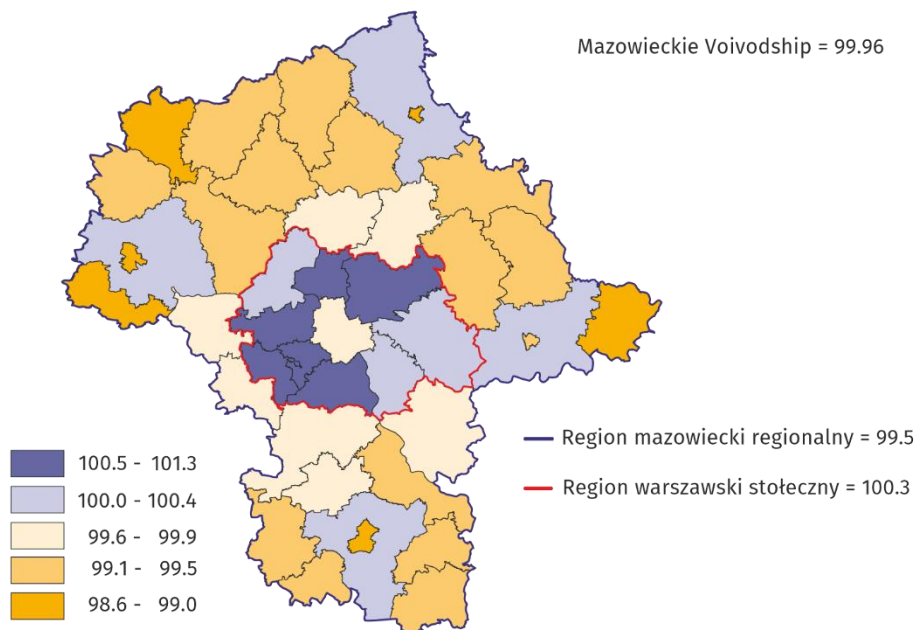 Mazowieckie Voivodship = 99.96
Region mazowiecki regionalny = 99.5
Region warszawski stołeczny = 100.3
100.5 - 101.3
100.0 - 100.4
99.6 - 99.9
99.1 - 99.5
98.6 - 99.0